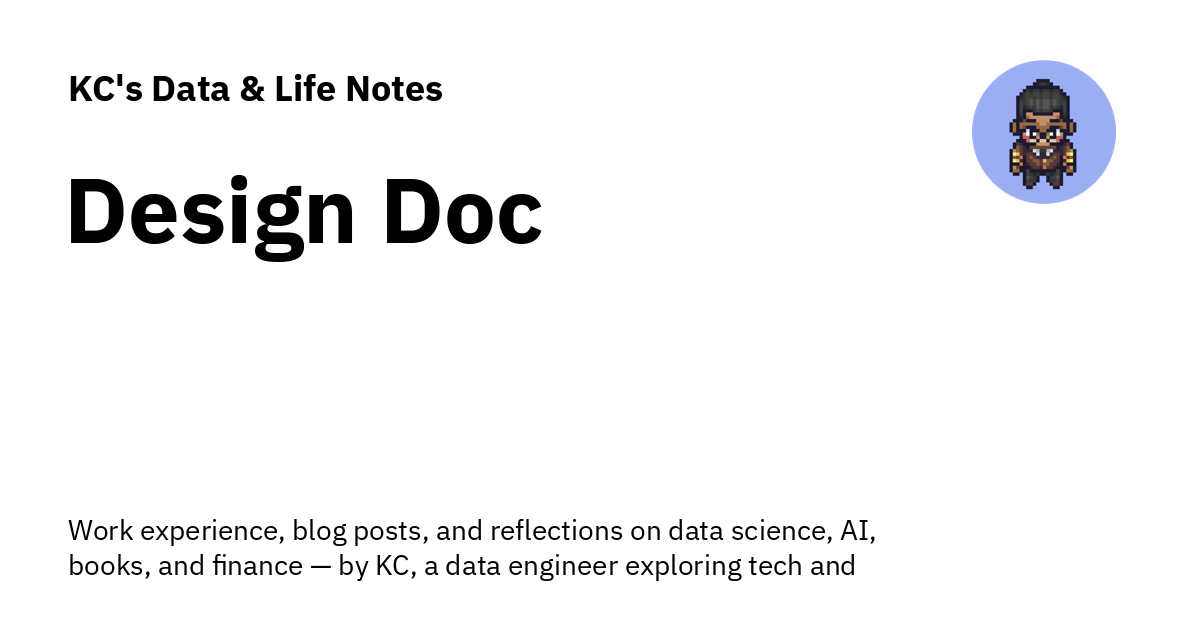 KC's Data & Life Notes
Design Doc
Work experience, blog posts, and reflections on data science, AI,
books, and finance — by KC, a data engineer exploring tech and